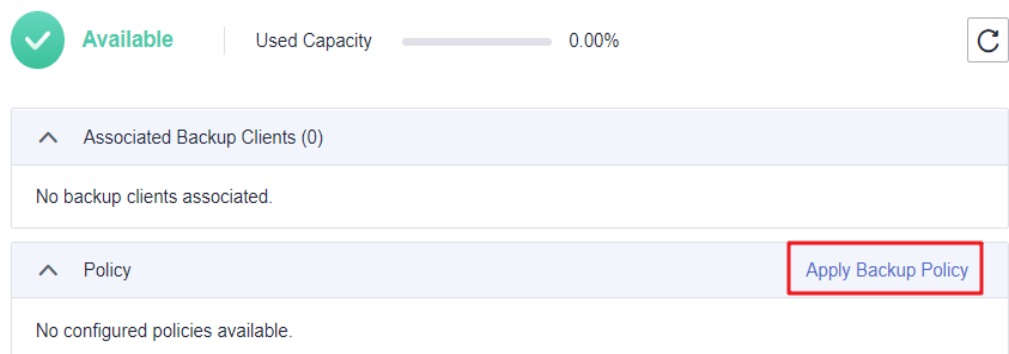 Available Used Capacity 0.00%
Associated Backup Clients (0)
No backup clients associated.
Policy Apply Backup Policy
No configured policies available.